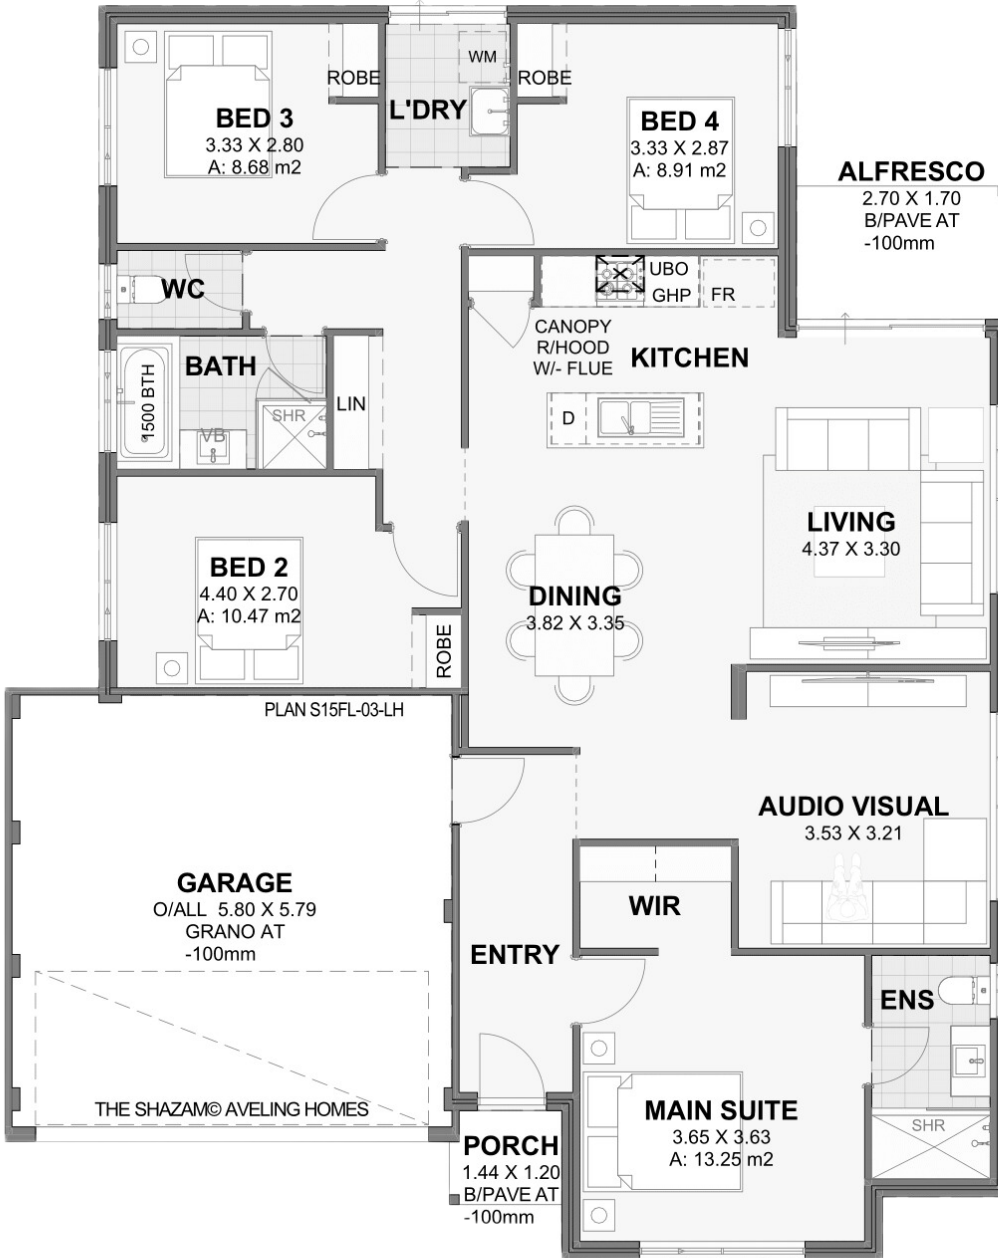 WM
ROBE
ROBE
L'DRY
BED 3
3.33 X 2.80
A: 8.68 m2
BED 4
3.33 X 2.87
A: 8.91 m2
ALFRESCO
2.70 X 1.70
B/PAVE AT
-100mm
WC
UBO
GHP
FR
CANOPY
R/HOOD
W/- FLUE
KITCHEN
BATH
1500 BTH
VB
SHR
LIN
D
LIVING
4.37 X 3.30
BED 2
4.40 X 2.70
A: 10.47 m2
ROBE
DINING
3.82 X 3.35
PLAN S15FL-03-LH
AUDIO VISUAL
3.53 X 3.21
GARAGE
O/ALL 5.80 X 5.79
GRANO AT
-100mm
WIR
ENTRY
ENS
SHR
THE SHAZAM© AVELING HOMES
MAIN SUITE
3.65 X 3.63
A: 13.25 m2
PORCH
1.44 X 1.20
B/PAVE AT
-100mm